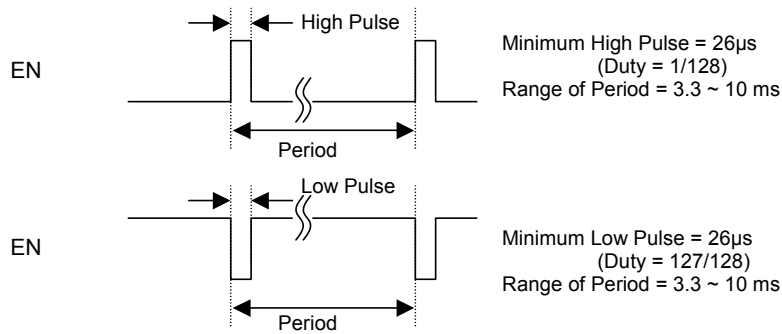 High Pulse
EN
Minimum High Pulse = 26µs
(Duty = 1/128)
Range of Period = 3.3 ~ 10 ms
Period
Low Pulse
EN
Minimum Low Pulse = 26µs
(Duty = 127/128)
Range of Period = 3.3 ~ 10 ms
Period